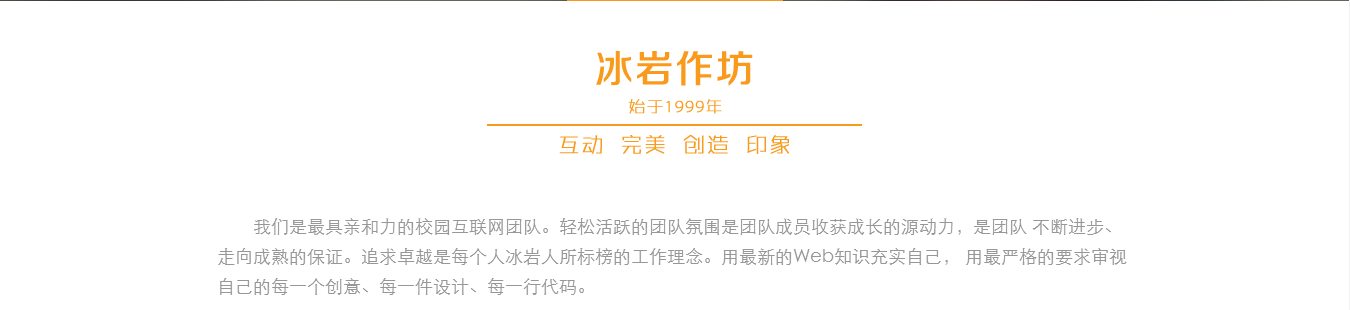 冰岩作坊
始于1999年
互动 完美 创造 印象
我们是最具亲和力的校园互联网团队。轻松活跃的团队氛围是团队成员收获成长的源动力，是团队 不断进步、
走向成熟的保证。追求卓越是每个人冰岩人所标榜的工作理念。用最新的Web知识充实自己， 用最严格的要求审视
自己的每一个创意、每一件设计、每一行代码。